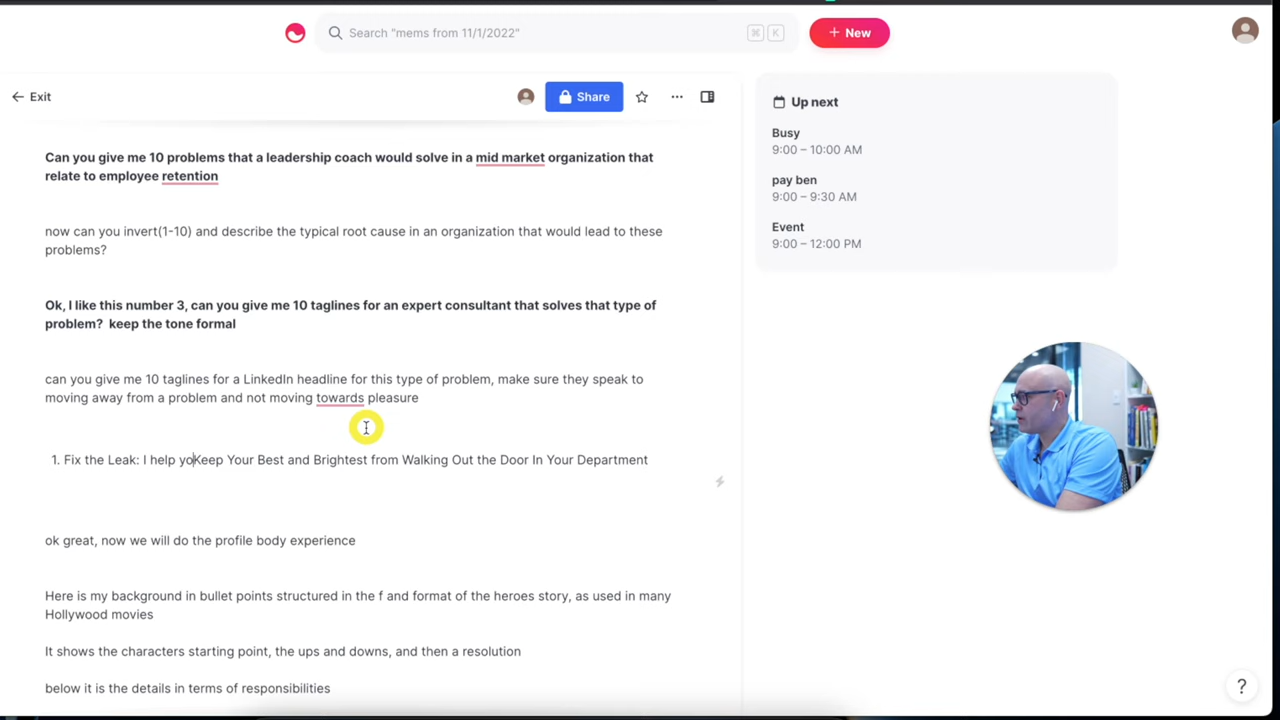 Search "mems from 11/1/2022"
⌘ K
+ New
← Exit
Share
Up next
Busy
9:00 – 10:00 AM
pay ben
9:00 – 9:30 AM
Event
9:00 – 12:00 PM
Can you give me 10 problems that a leadership coach would solve in a mid market organization that
relate to employee retention
now can you invert(1-10) and describe the typical root cause in an organization that would lead to these
problems?
Ok, I like this number 3, can you give me 10 taglines for an expert consultant that solves that type of
problem?  keep the tone formal
can you give me 10 taglines for a LinkedIn headline for this type of problem, make sure they speak to
moving away from a problem and not moving towards pleasure
1. Fix the Leak: I help yoKeep Your Best and Brightest from Walking Out the Door In Your Department
ok great, now we will do the profile body experience
Here is my background in bullet points structured in the f and format of the heroes story, as used in many
Hollywood movies
It shows the characters starting point, the ups and downs, and then a resolution
below it is the details in terms of responsibilities
?